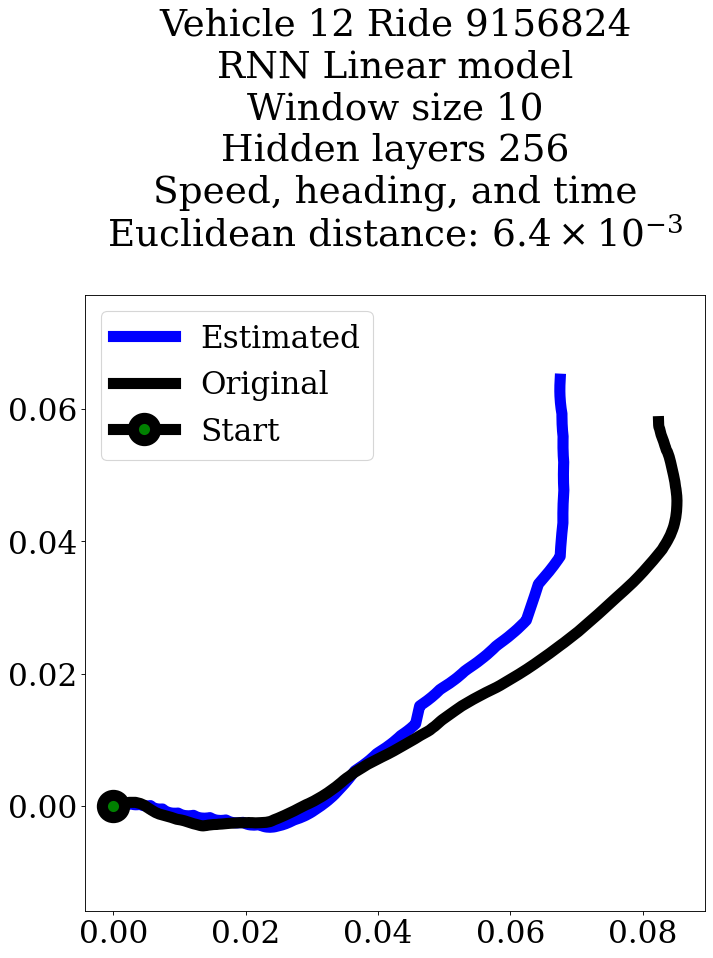 Vehicle 12 Ride 9156824
RNN Linear model
Window size 10
Hidden layers 256
Speed, heading, and time
Euclidean distance: 6.4 × 10⁻³
Estimated
Original
Start
0.06
0.04
0.02
0.00
0.00 0.02 0.04 0.06 0.08